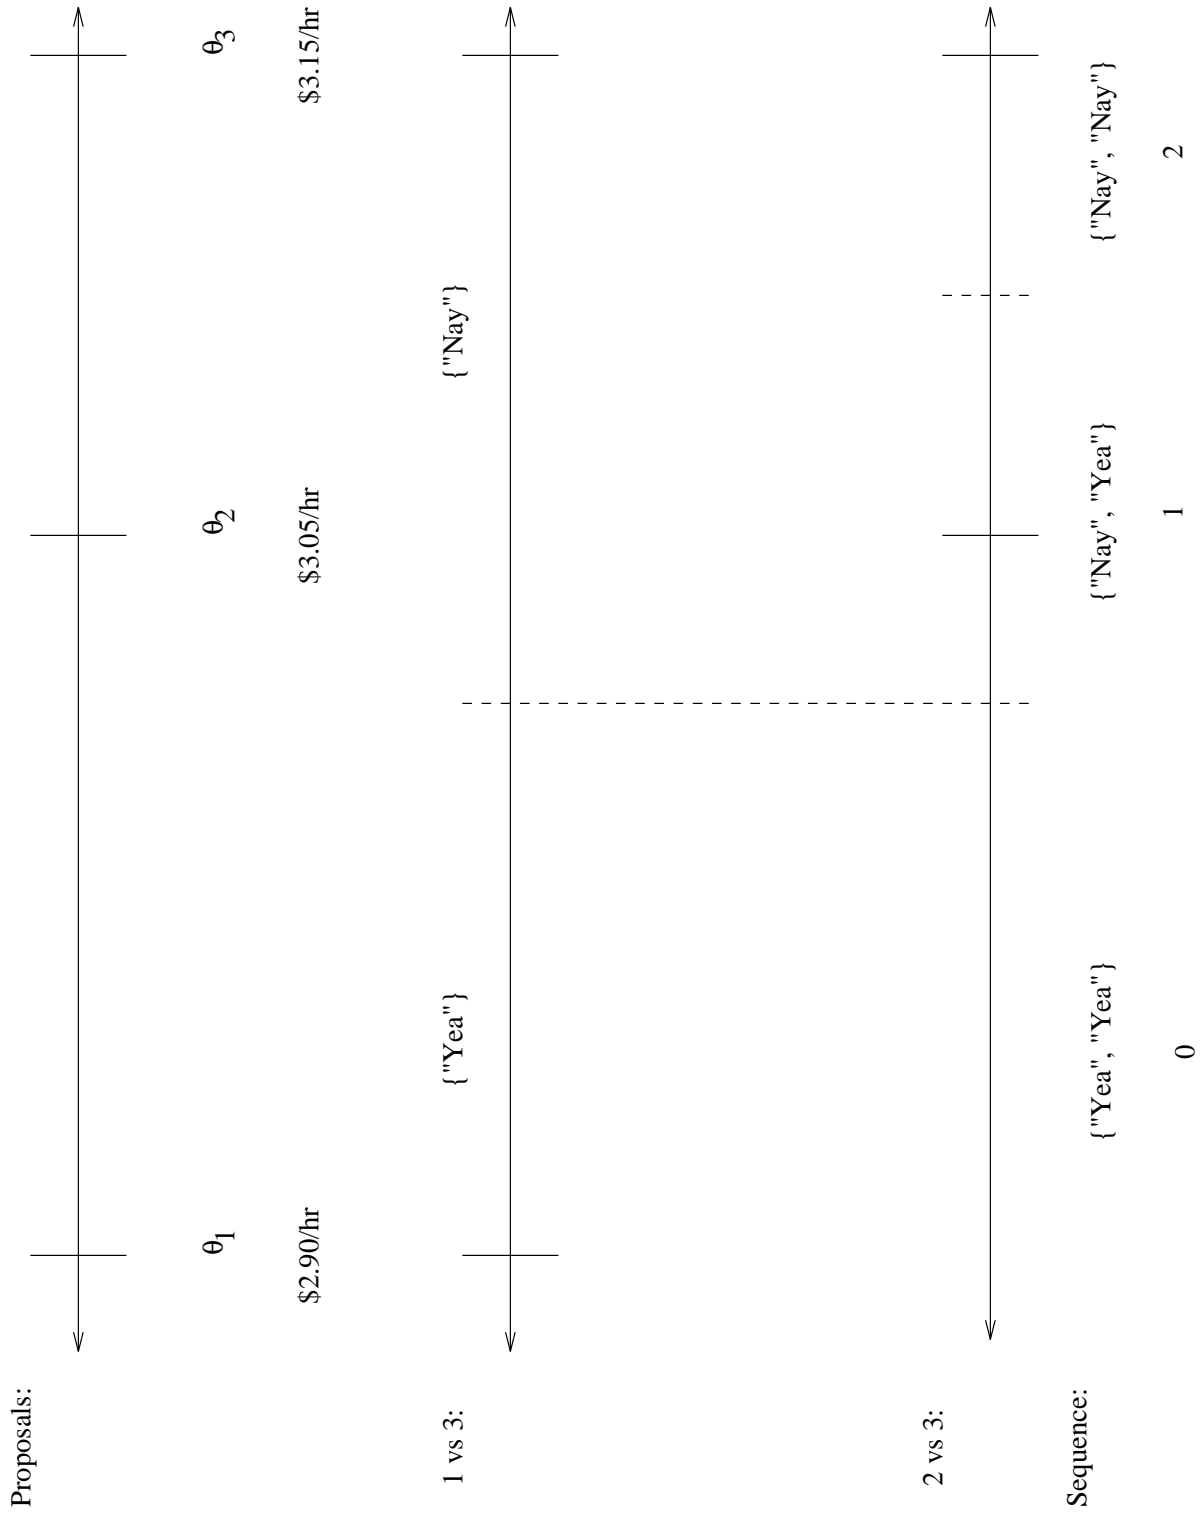 Proposals:
θ1 θ2 θ3
$2.90/hr $3.05/hr $3.15/hr
1 vs 3:
{"Yea"} {"Nay"}
2 vs 3:
Sequence:
{"Yea", "Yea"} {"Nay", "Yea"} {"Nay", "Nay"}
0 1 2